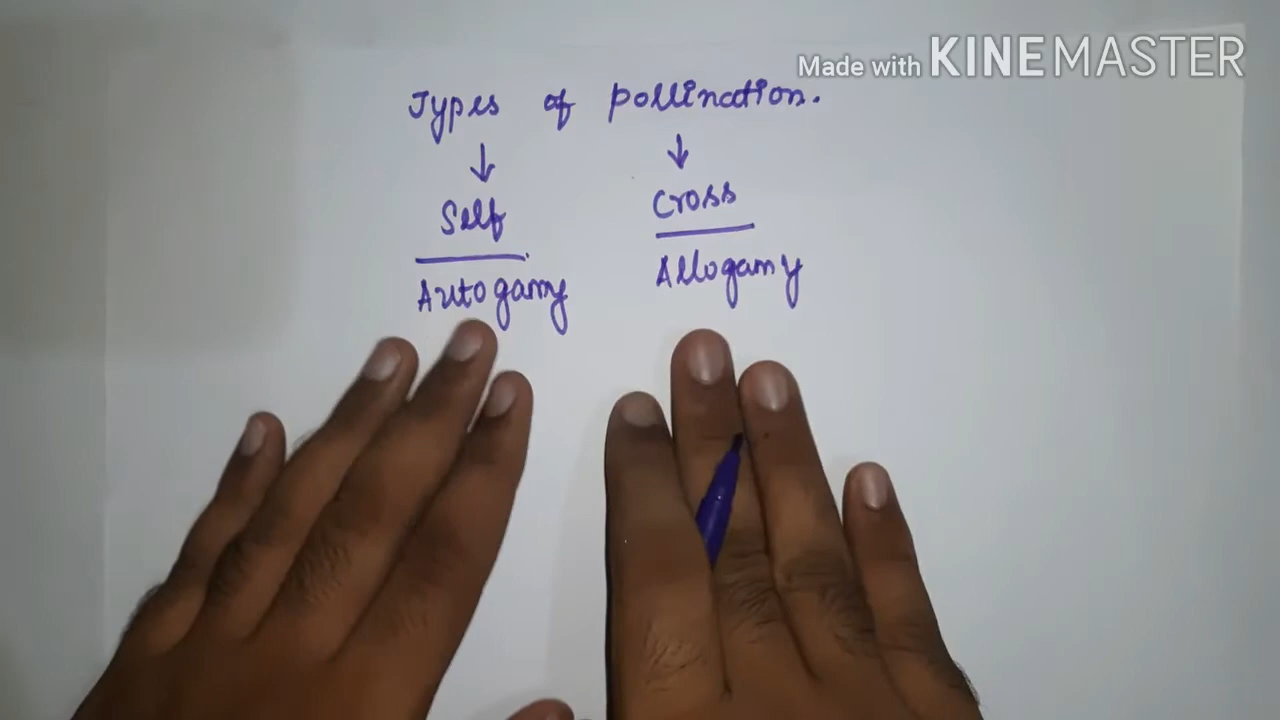 Made with KINEMASTER
Types of pollination.
↓ ↓
Self Cross
Autogamy Allogamy